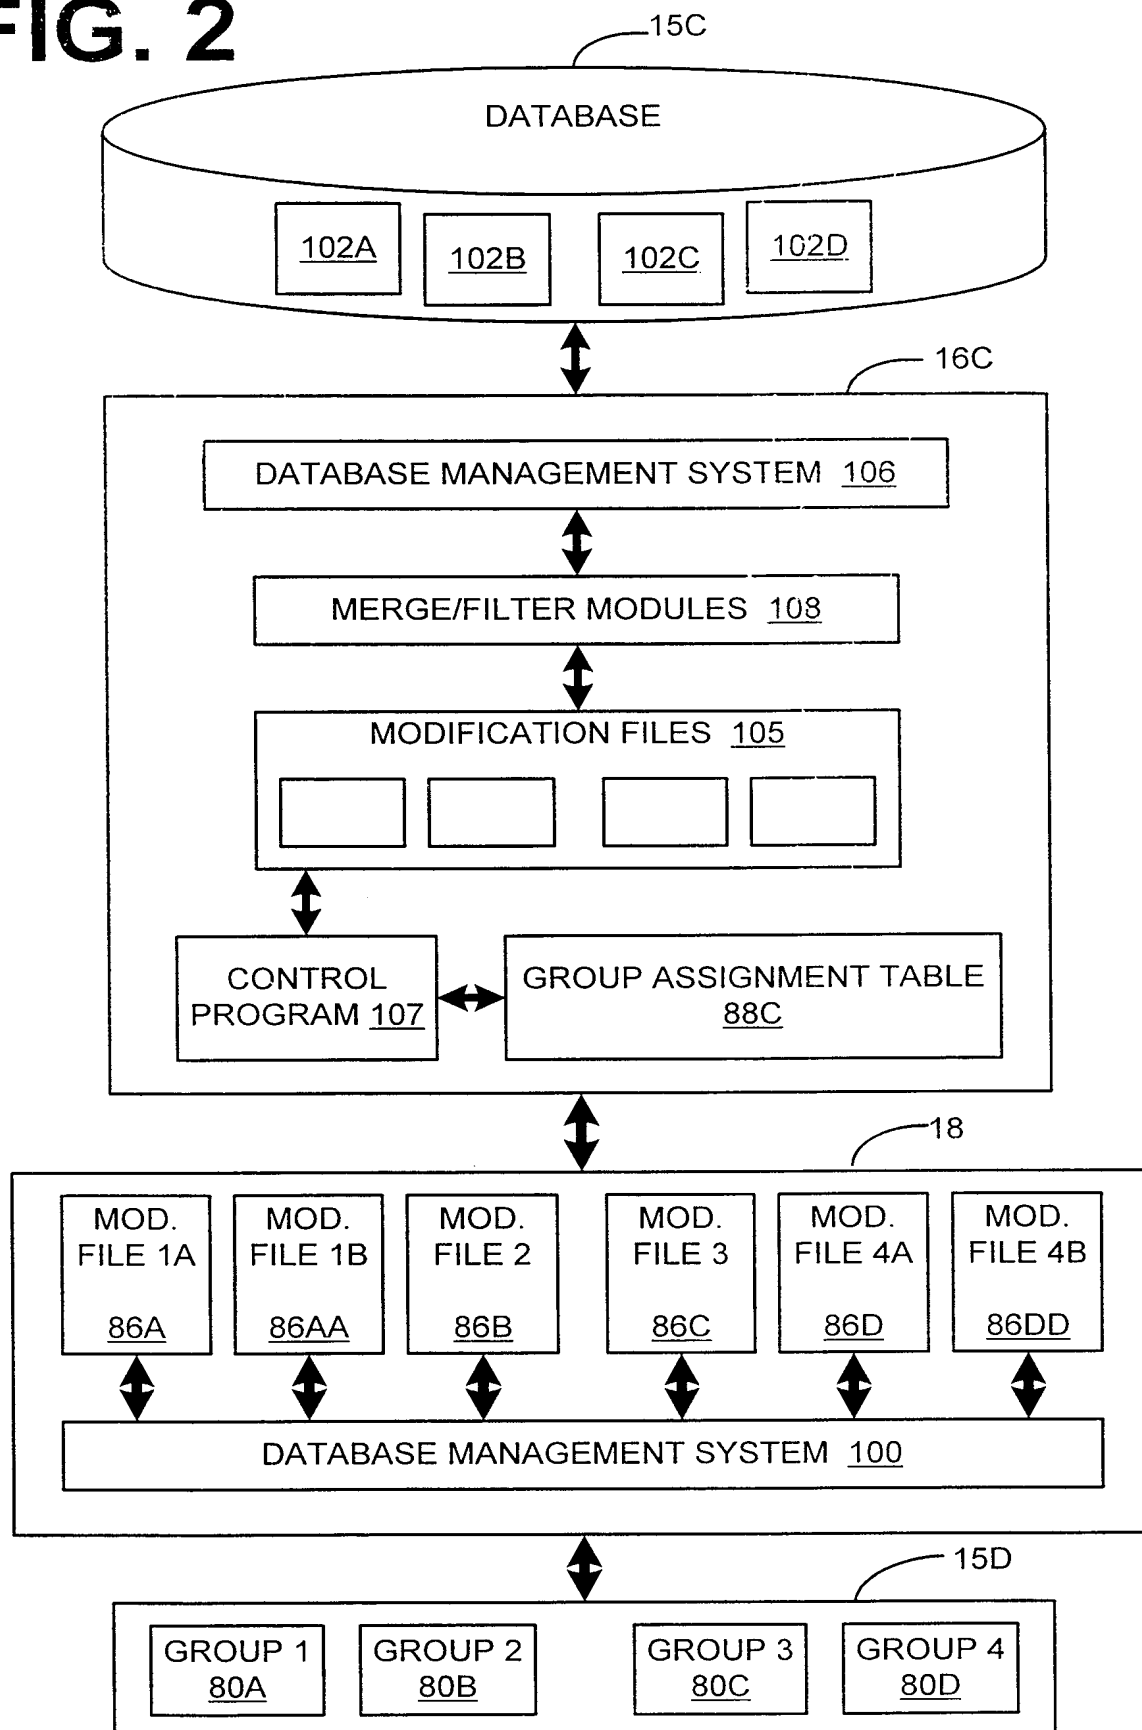 FIG. 2
15C
DATABASE
102A 102B 102C 102D
16C
DATABASE MANAGEMENT SYSTEM 106
MERGE/FILTER MODULES 108
MODIFICATION FILES 105
CONTROL
PROGRAM 107
GROUP ASSIGNMENT TABLE
88C
18
MOD.
FILE 1A
86A
MOD.
FILE 1B
86AA
MOD.
FILE 2
86B
MOD.
FILE 3
86C
MOD.
FILE 4A
86D
MOD.
FILE 4B
86DD
DATABASE MANAGEMENT SYSTEM 100
15D
GROUP 1
80A
GROUP 2
80B
GROUP 3
80C
GROUP 4
80D